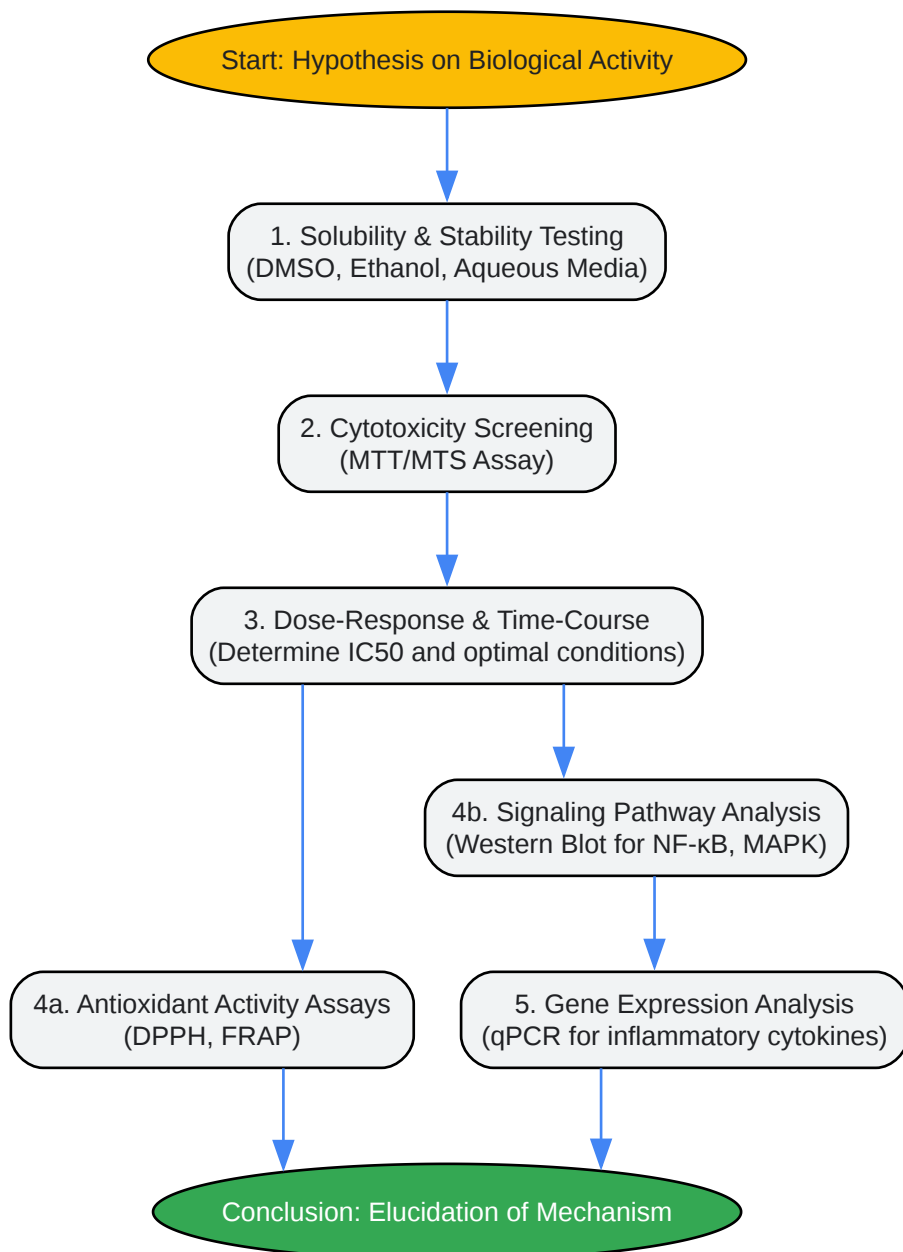 Start: Hypothesis on Biological Activity
1. Solubility & Stability Testing
(DMSO, Ethanol, Aqueous Media)
2. Cytotoxicity Screening
(MTT/MTS Assay)
3. Dose-Response & Time-Course
(Determine IC50 and optimal conditions)
4b. Signaling Pathway Analysis
(Western Blot for NF-κB, MAPK)
4a. Antioxidant Activity Assays
(DPPH, FRAP)
5. Gene Expression Analysis
(qPCR for inflammatory cytokines)
Conclusion: Elucidation of Mechanism